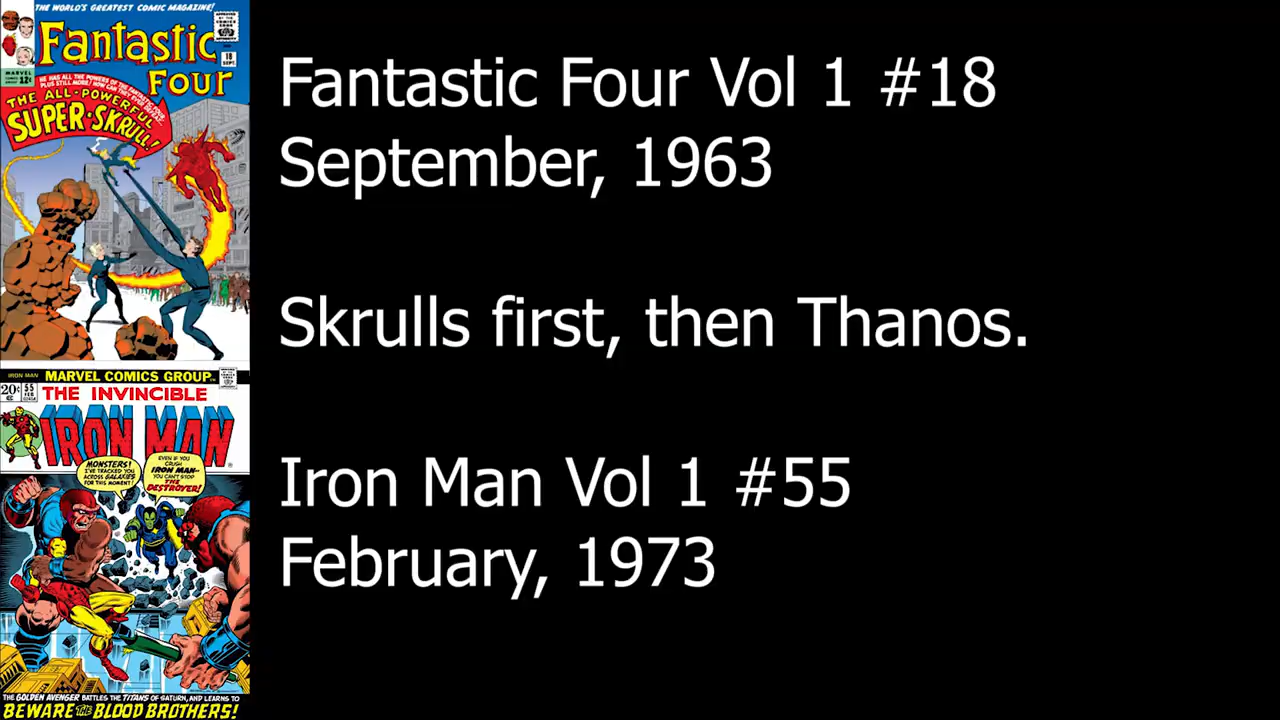 THE WORLD'S GREATEST COMIC MAGAZINE!
Fantastic
Four
18
SEPT.
MARVEL
12¢
THE ALL-POWERFUL
SUPER-SKRULL!
Fantastic Four Vol 1 #18
September, 1963
Skrulls first, then Thanos.
IRON MAN
MARVEL COMICS GROUP
20¢
55
FEB
THE INVINCIBLE
IRON MAN
MONSTERS!
I'VE TRACKED YOU
ACROSS GALAXIES
FOR THIS MOMENT!
EVEN IF YOU
CRUSH
IRON MAN--
YOU CAN'T STOP
THE
DESTROYER!
Iron Man Vol 1 #55
February, 1973
THE GOLDEN AVENGER BATTLES THE TITANS OF SATURN, AND LEARNS TO
BEWARE THE BLOOD BROTHERS!